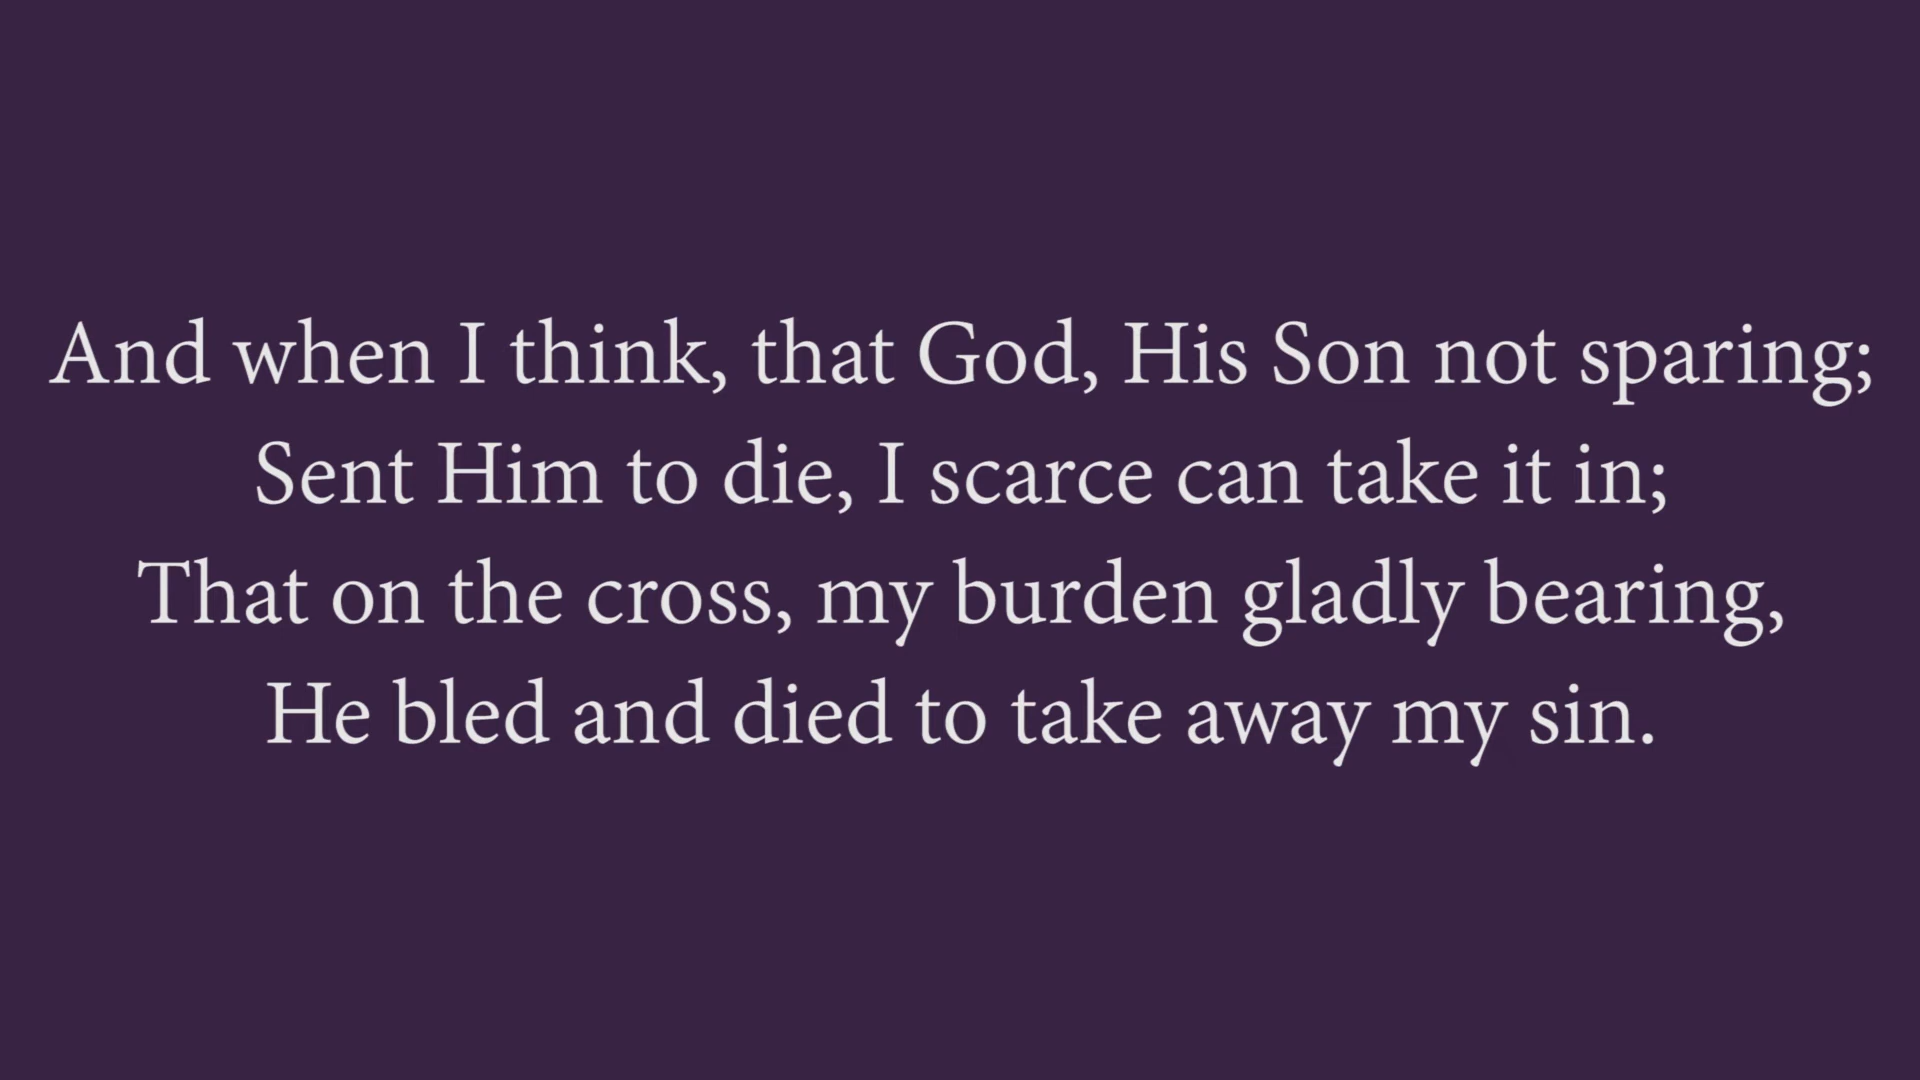 And when I think, that God, His Son not sparing;
Sent Him to die, I scarce can take it in;
That on the cross, my burden gladly bearing,
He bled and died to take away my sin.